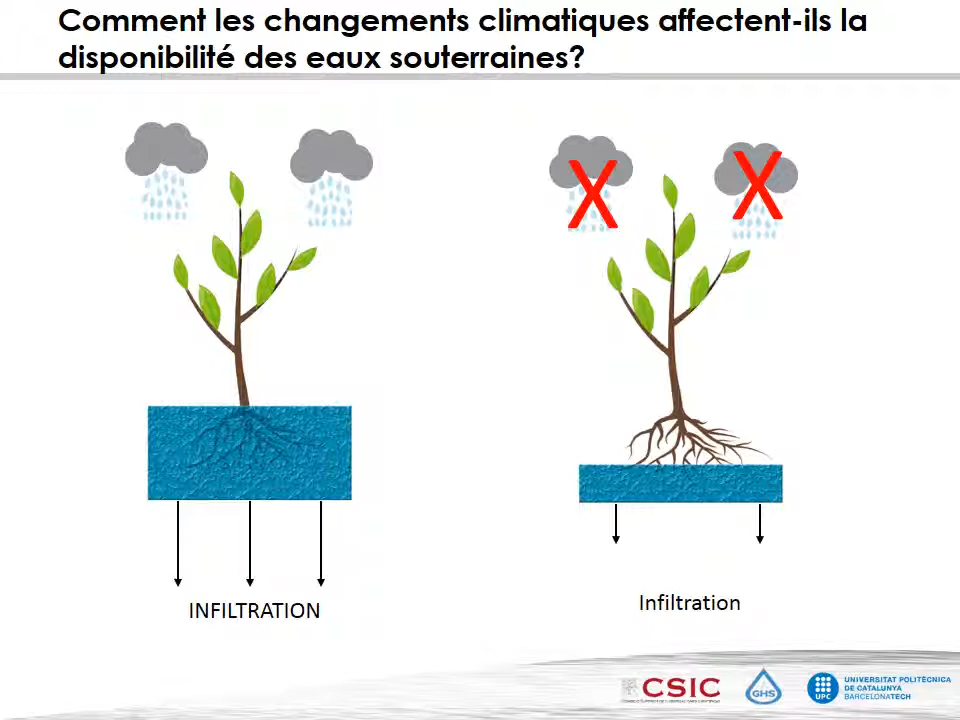 Comment les changements climatiques affectent-ils la
disponibilité des eaux souterraines?
X
X
INFILTRATION
Infiltration
CSIC
GHS
UPC
UNIVERSITAT POLITÈCNICA
DE CATALUNYA
BARCELONATECH